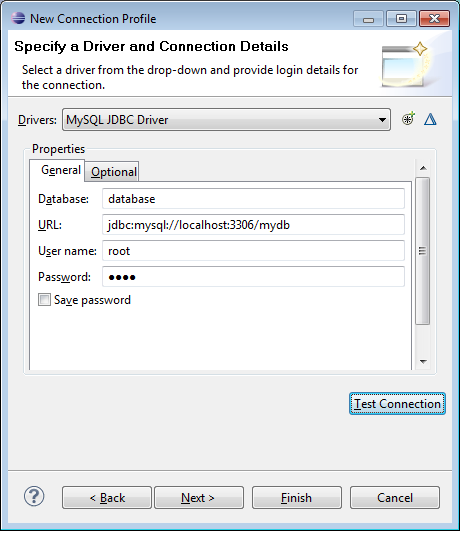 New Connection Profile
Specify a Driver and Connection Details
Select a driver from the drop-down and provide login details for
the connection.
Drivers: MySQL JDBC Driver
Properties
General Optional
Database: database
URL: jdbc:mysql://localhost:3306/mydb
User name: root
Password: ●●●●
Save password
Test Connection
? < Back Next > Finish Cancel